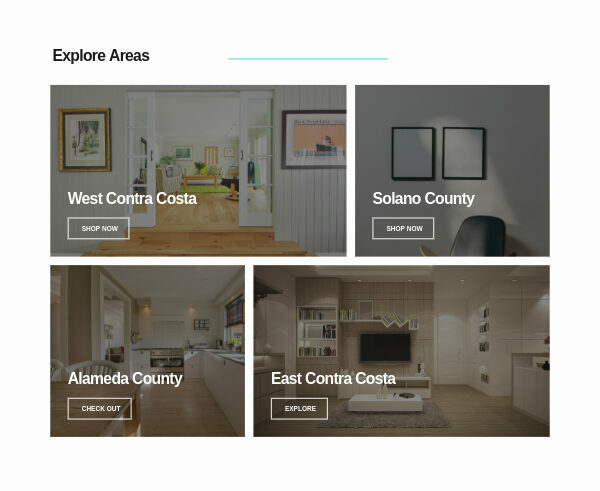 Explore Areas
West Contra Costa
SHOP NOW
Solano County
SHOP NOW
Alameda County
CHECK OUT
East Contra Costa
EXPLORE